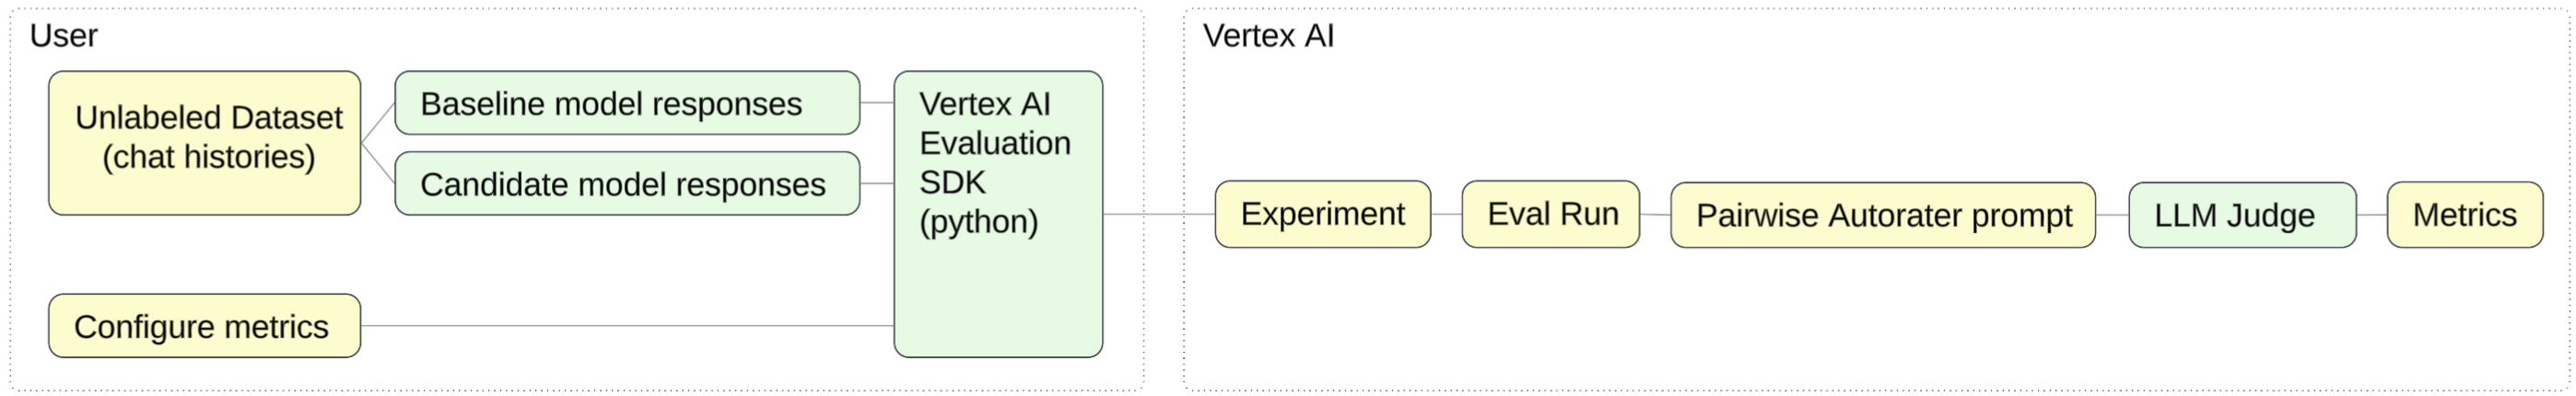 User
Unlabeled Dataset
(chat histories)
Baseline model responses
Candidate model responses
Configure metrics
Vertex AI
Evaluation
SDK
(python)
Vertex AI
Experiment
Eval Run
Pairwise Autorater prompt
LLM Judge
Metrics